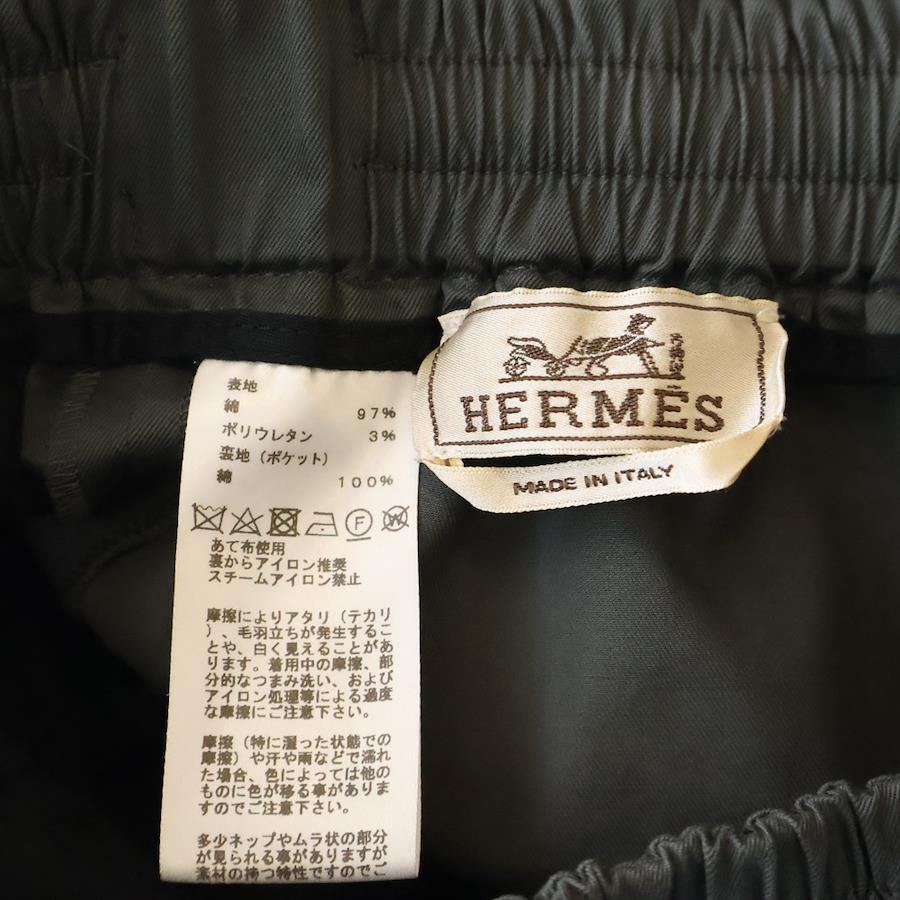 表地
綿 97%
ポリウレタン 3%
裏地(ポケット)
綿 100%
F
W
あて布使用
裏からアイロン推奨
スチームアイロン禁止
摩擦によりアタリ(テカリ
)、毛羽立ちが発生するこ
とや、白く見えることがあ
ります。着用中の摩擦、部
分的なつまみ洗い、および
アイロン処理等による過度
な摩擦にご注意下さい。
摩擦(特に湿った状態での
摩擦)や汗や雨などで濡れ
た場合、色によっては他の
ものに色が移る事がありま
すのでご注意下さい。
多少ネップやムラ状の部分
が見られる事がありますが
素材の持つ特性ですのでご
HERMÈS
MADE IN ITALY